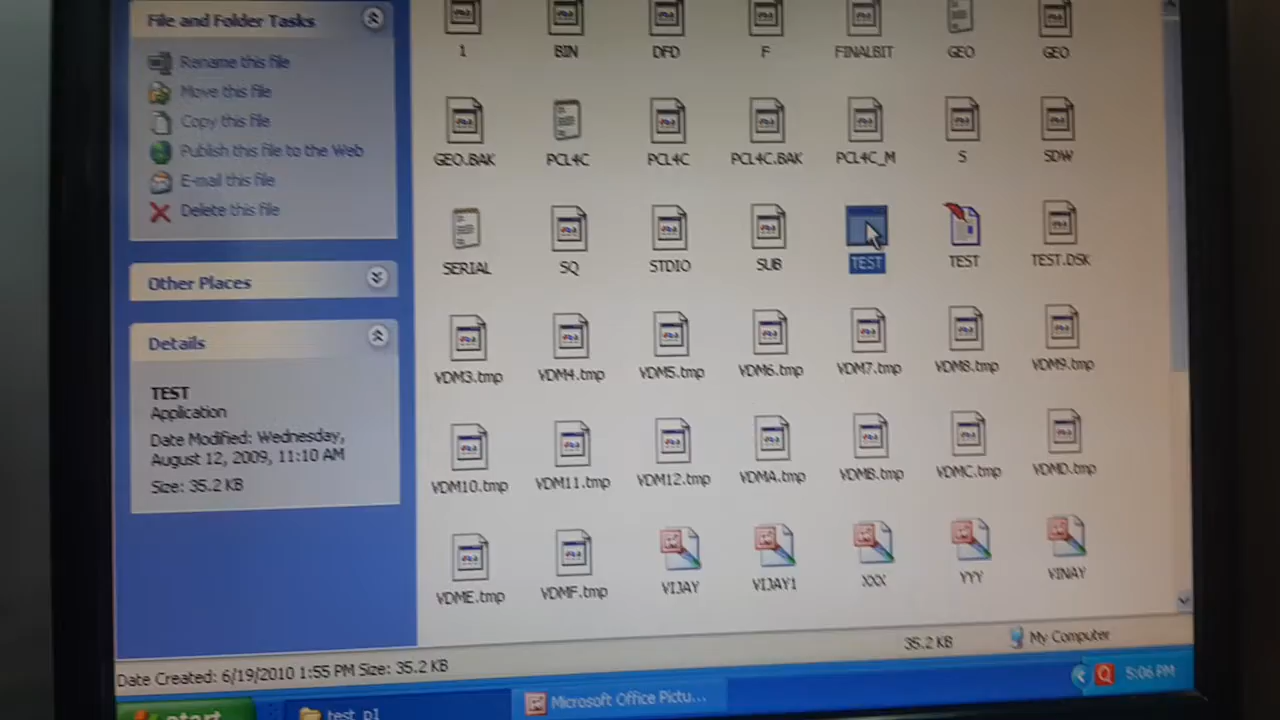 File and Folder Tasks
Rename this file
Move this file
Copy this file
Publish this file to the Web
E-mail this file
Delete this file
Other Places
Details
TEST
Application
Date Modified: Wednesday,
August 12, 2009, 11:10 AM
Size: 35.2 KB
1 BIN DFD F FINALBIT GEO GEO
GEO.BAK PCL4C PCL4C PCL4C.BAK PCL4C_M S SDW
SERIAL SQ STDIO SUB TEST TEST TEST.DSK
VDM3.tmp VDM4.tmp VDM5.tmp VDM6.tmp VDM7.tmp VDM8.tmp VDM9.tmp
VDM10.tmp VDM11.tmp VDM12.tmp VDMA.tmp VDMB.tmp VDMC.tmp VDMD.tmp
VDME.tmp VDMF.tmp VIJAY VIJAY1 XXX YYY VINAY
Date Created: 6/19/2010 1:55 PM Size: 35.2 KB 35.2 KB My Computer
start test_p1 Microsoft Office Pictu... Q 5:06 PM